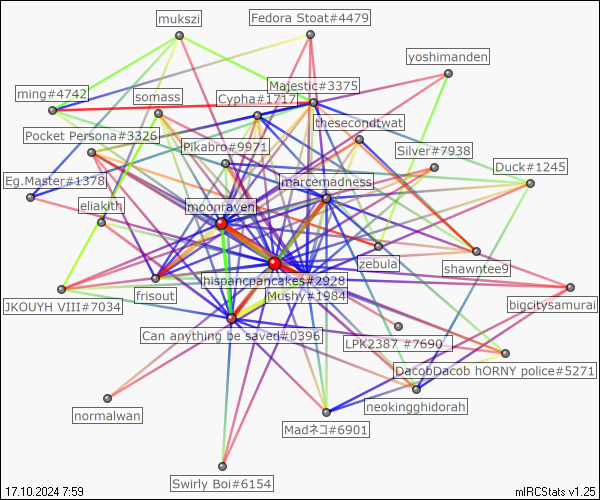 mukszi
Fedora Stoat#4479
yoshimanden
Majestic#3375
ming#4742
somass
Cypha#1717
thesecondtwat
Pocket Persona#3326
Pikabro#9971
Silver#7938
Duck#1245
Eg.Master#1378
marcemadness
eliakith
moonraven
zebula
shawntee9
hispancpancakes#2928
frisout
Mushy#1984
JKOUYH VIII#7034
bigcitysamurai
Can anything be saved#0396
LPK2387 #7690
DacobDacob hORNY police#5271
normalwan
neokingghidorah
Madネコ#6901
Swirly Boi#6154
17.10.2024 7:59
mIRCStats v1.25